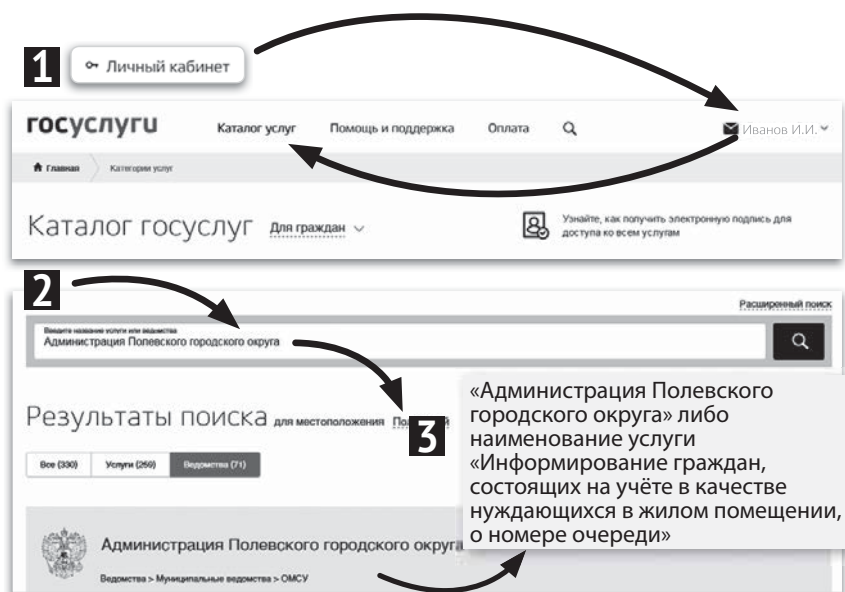 1
Личный кабинет
госуслуги
Каталог услуг
Помощь и поддержка
Оплата
Иванов И.И.
Главная
Категории услуг
Каталог госуслуг
Для граждан
Узнайте, как получить электронную подпись для
доступа ко всем услугам
2
Расширенный поиск
Введите название услуги или ведомства
Администрация Полевского городского округа
Результаты поиска для местоположения
3
Все (330)
Услуги (259)
Ведомства (71)
«Администрация Полевского
городского округа» либо
наименование услуги
«Информирование граждан,
состоящих на учёте в качестве
нуждающихся в жилом помещении,
о номере очереди»
Администрация Полевского городского округа
Ведомства > Муниципальные ведомства > ОМСУ